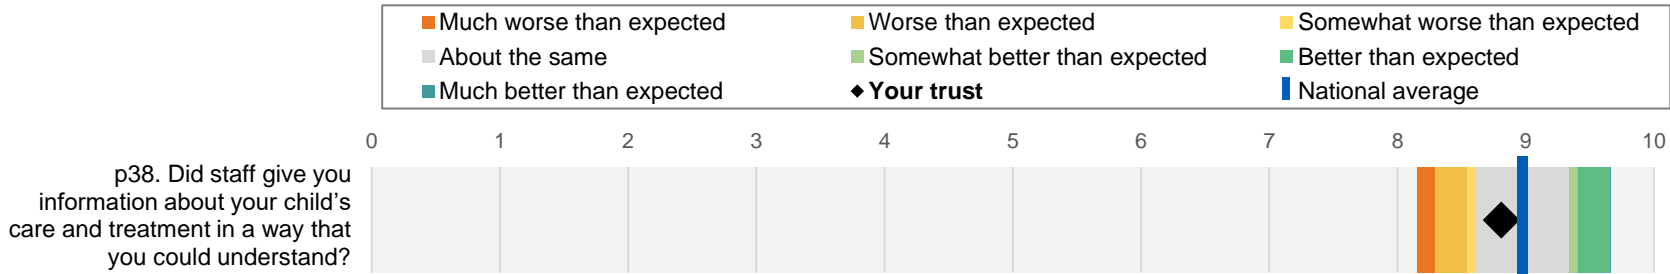 Much worse than expected
Worse than expected
Somewhat worse than expected
About the same
Somewhat better than expected
Better than expected
Much better than expected
Your trust
National average
0 1 2 3 4 5 6 7 8 9 10
p38. Did staff give you
information about your child’s
care and treatment in a way that
you could understand?